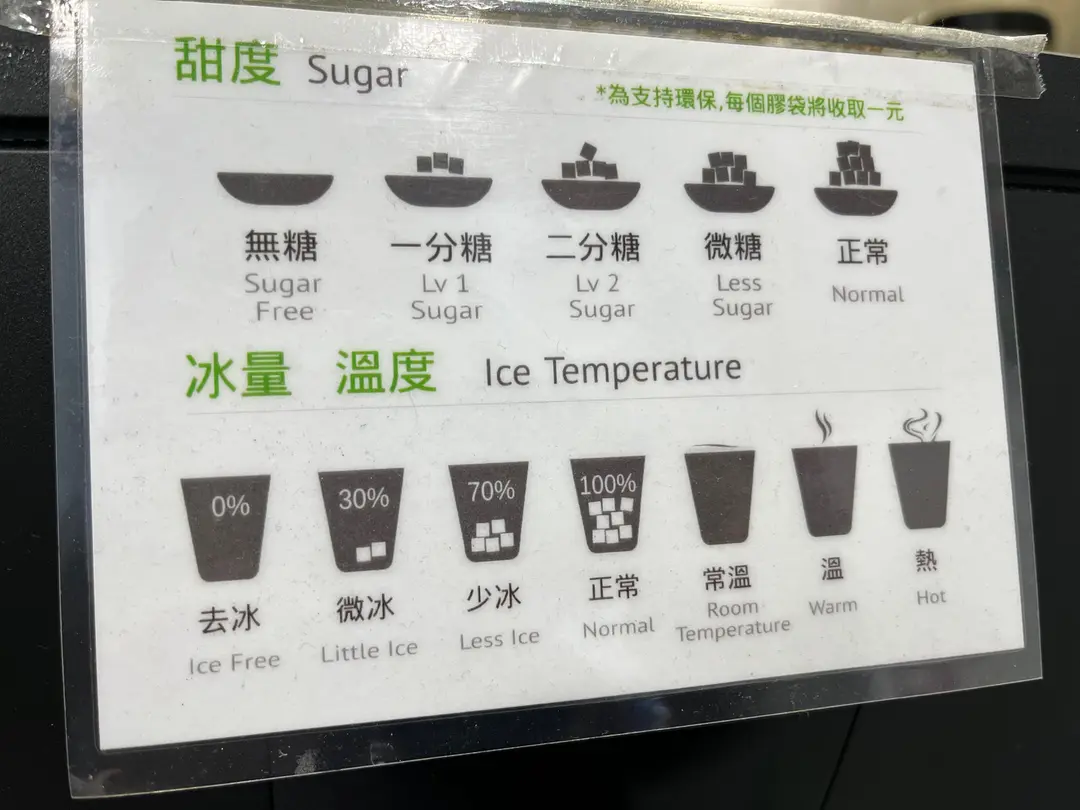 甜度 Sugar
*為支持環保,每個膠袋將收取一元
無糖 一分糖 二分糖 微糖 正常
Sugar Lv 1 Lv 2 Less Normal
Free Sugar Sugar Sugar
冰量 溫度 Ice Temperature
0% 30% 70% 100%
去冰 微冰 少冰 正常 常溫 溫 熱
Ice Free Little Ice Less Ice Normal Room Warm Hot
Temperature